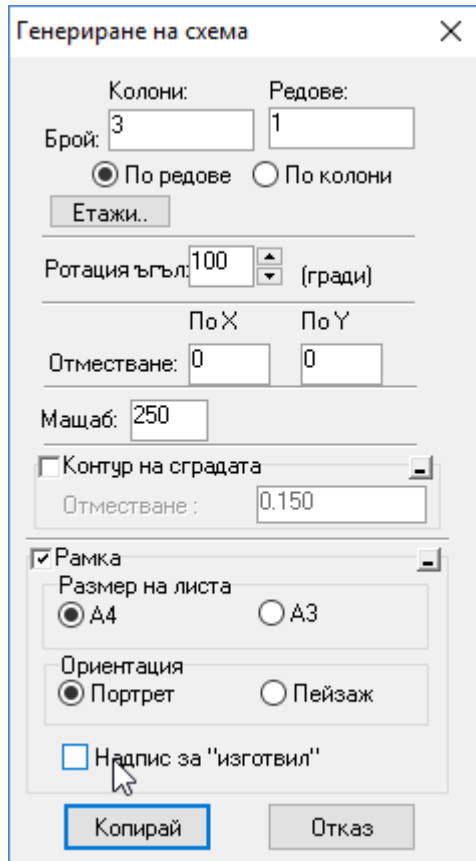 Генериране на схема
Колони: Редове:
Брой: 3 1
По редове По колони
Етажи..
Ротация ъгъл: 100 (гради)
По X По Y
Отместване: 0 0
Мащаб: 250
Контур на сградата
Отместване : 0.150
Рамка
Размер на листа
A4 A3
Ориентация
Портрет Пейзаж
Надпис за "изготвил"
Копирай Отказ